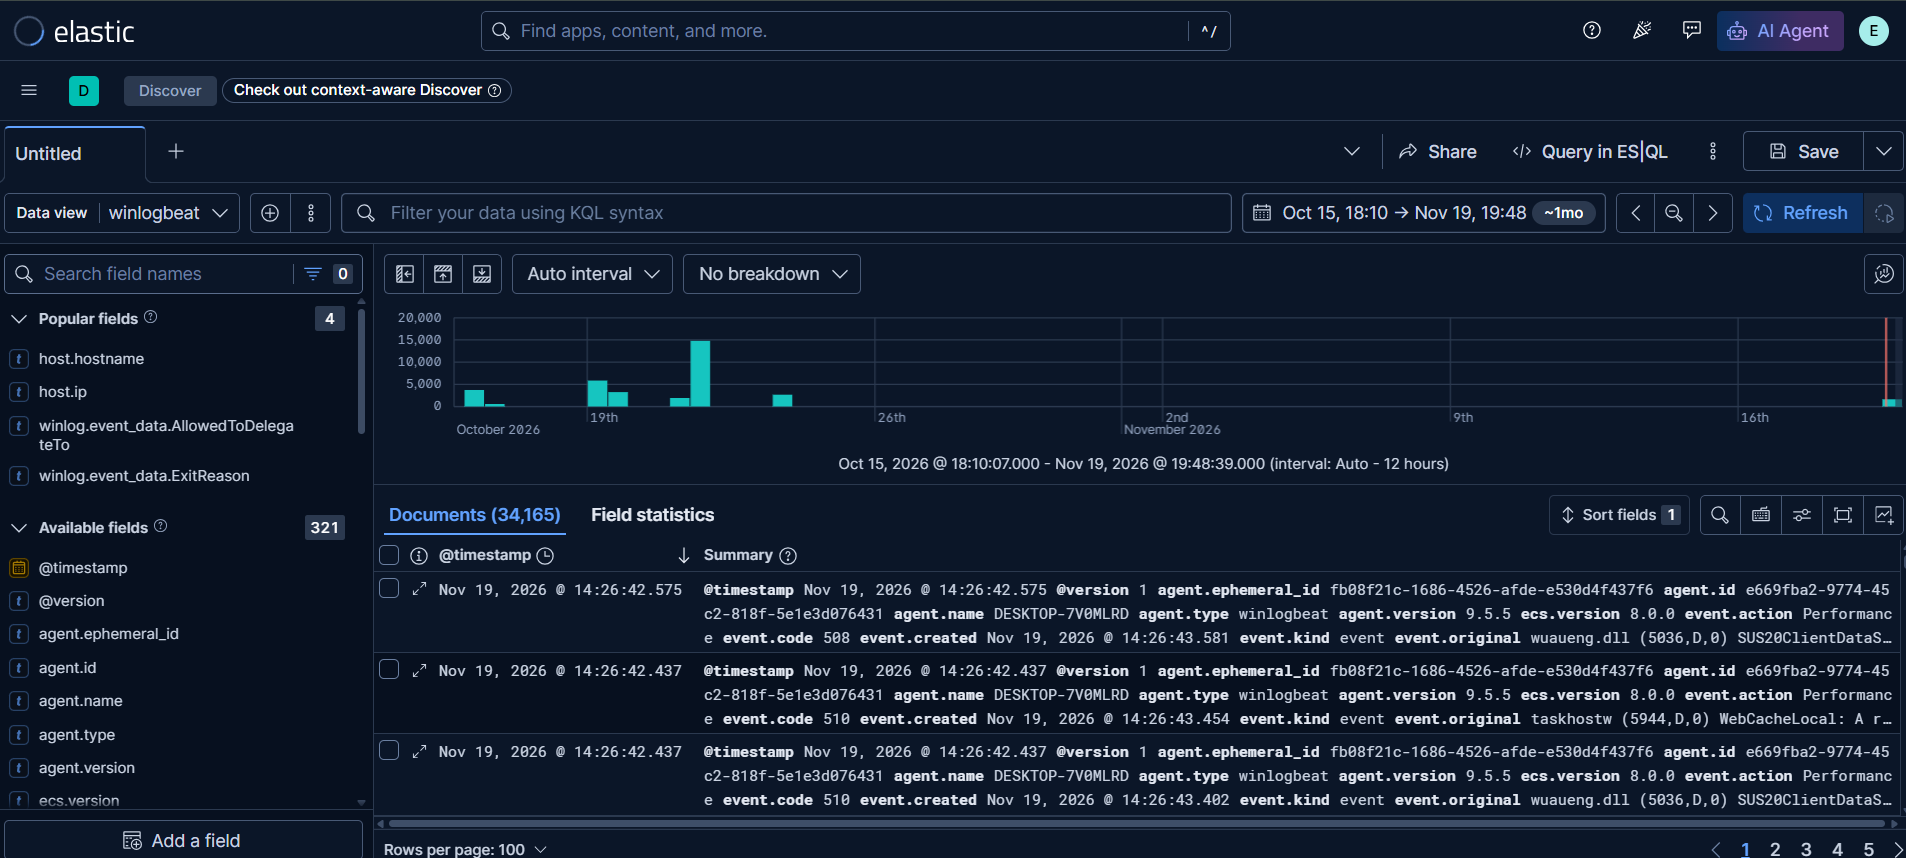 elastic
Find apps, content, and more.
^/
AI Agent
E
D
Discover
Check out context-aware Discover
Untitled
Share
Query in ES|QL
Save
Data view
winlogbeat
Filter your data using KQL syntax
Oct 15, 18:10 → Nov 19, 19:48
~1mo
Refresh
Search field names
0
Auto interval
No breakdown
Popular fields
4
host.hostname
host.ip
winlog.event_data.AllowedToDelega
teTo
winlog.event_data.ExitReason
Available fields
321
@timestamp
@version
agent.ephemeral_id
agent.id
agent.name
agent.type
agent.version
ecs.version
Add a field
20,000
15,000
10,000
5,000
0
19th
26th
2nd
9th
16th
October 2026
November 2026
Oct 15, 2026 @ 18:10:07.000 - Nov 19, 2026 @ 19:48:39.000 (interval: Auto - 12 hours)
Documents (34,165)
Field statistics
Sort fields 1
@timestamp
Summary
Nov 19, 2026 @ 14:26:42.575
@timestamp Nov 19, 2026 @ 14:26:42.575 @version 1 agent.ephemeral_id fb08f21c-1686-4526-afde-e530d4f437f6 agent.id e669fba2-9774-45
c2-818f-5e1e3d076431 agent.name DESKTOP-7V0MLRD agent.type winlogbeat agent.version 9.5.5 ecs.version 8.0.0 event.action Performanc
e event.code 508 event.created Nov 19, 2026 @ 14:26:43.581 event.kind event event.original wuaueng.dll (5036,D,0) SUS20ClientDataS…
Nov 19, 2026 @ 14:26:42.437
@timestamp Nov 19, 2026 @ 14:26:42.437 @version 1 agent.ephemeral_id fb08f21c-1686-4526-afde-e530d4f437f6 agent.id e669fba2-9774-45
c2-818f-5e1e3d076431 agent.name DESKTOP-7V0MLRD agent.type winlogbeat agent.version 9.5.5 ecs.version 8.0.0 event.action Performanc
e event.code 510 event.created Nov 19, 2026 @ 14:26:43.454 event.kind event event.original taskhostw (5944,D,0) WebCacheLocal: A r…
Nov 19, 2026 @ 14:26:42.437
@timestamp Nov 19, 2026 @ 14:26:42.437 @version 1 agent.ephemeral_id fb08f21c-1686-4526-afde-e530d4f437f6 agent.id e669fba2-9774-45
c2-818f-5e1e3d076431 agent.name DESKTOP-7V0MLRD agent.type winlogbeat agent.version 9.5.5 ecs.version 8.0.0 event.action Performanc
e event.code 510 event.created Nov 19, 2026 @ 14:26:43.402 event.kind event event.original wuaueng.dll (5036,D,0) SUS20ClientDataS…
Rows per page: 100
1 2 3 4 5